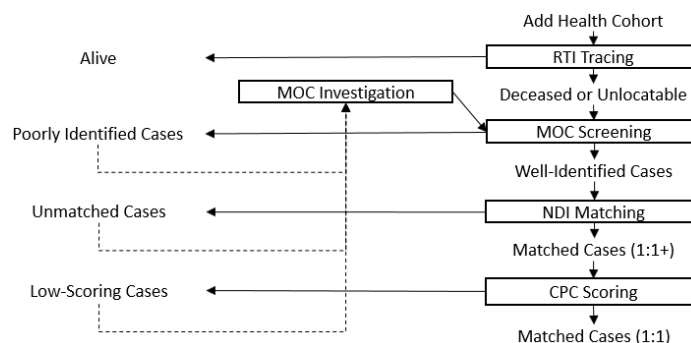 Add Health Cohort
Alive
RTI Tracing
MOC Investigation
Deceased or Unlocatable
Poorly Identified Cases
MOC Screening
Well-Identified Cases
Unmatched Cases
NDI Matching
Matched Cases (1:1+)
Low-Scoring Cases
CPC Scoring
Matched Cases (1:1)